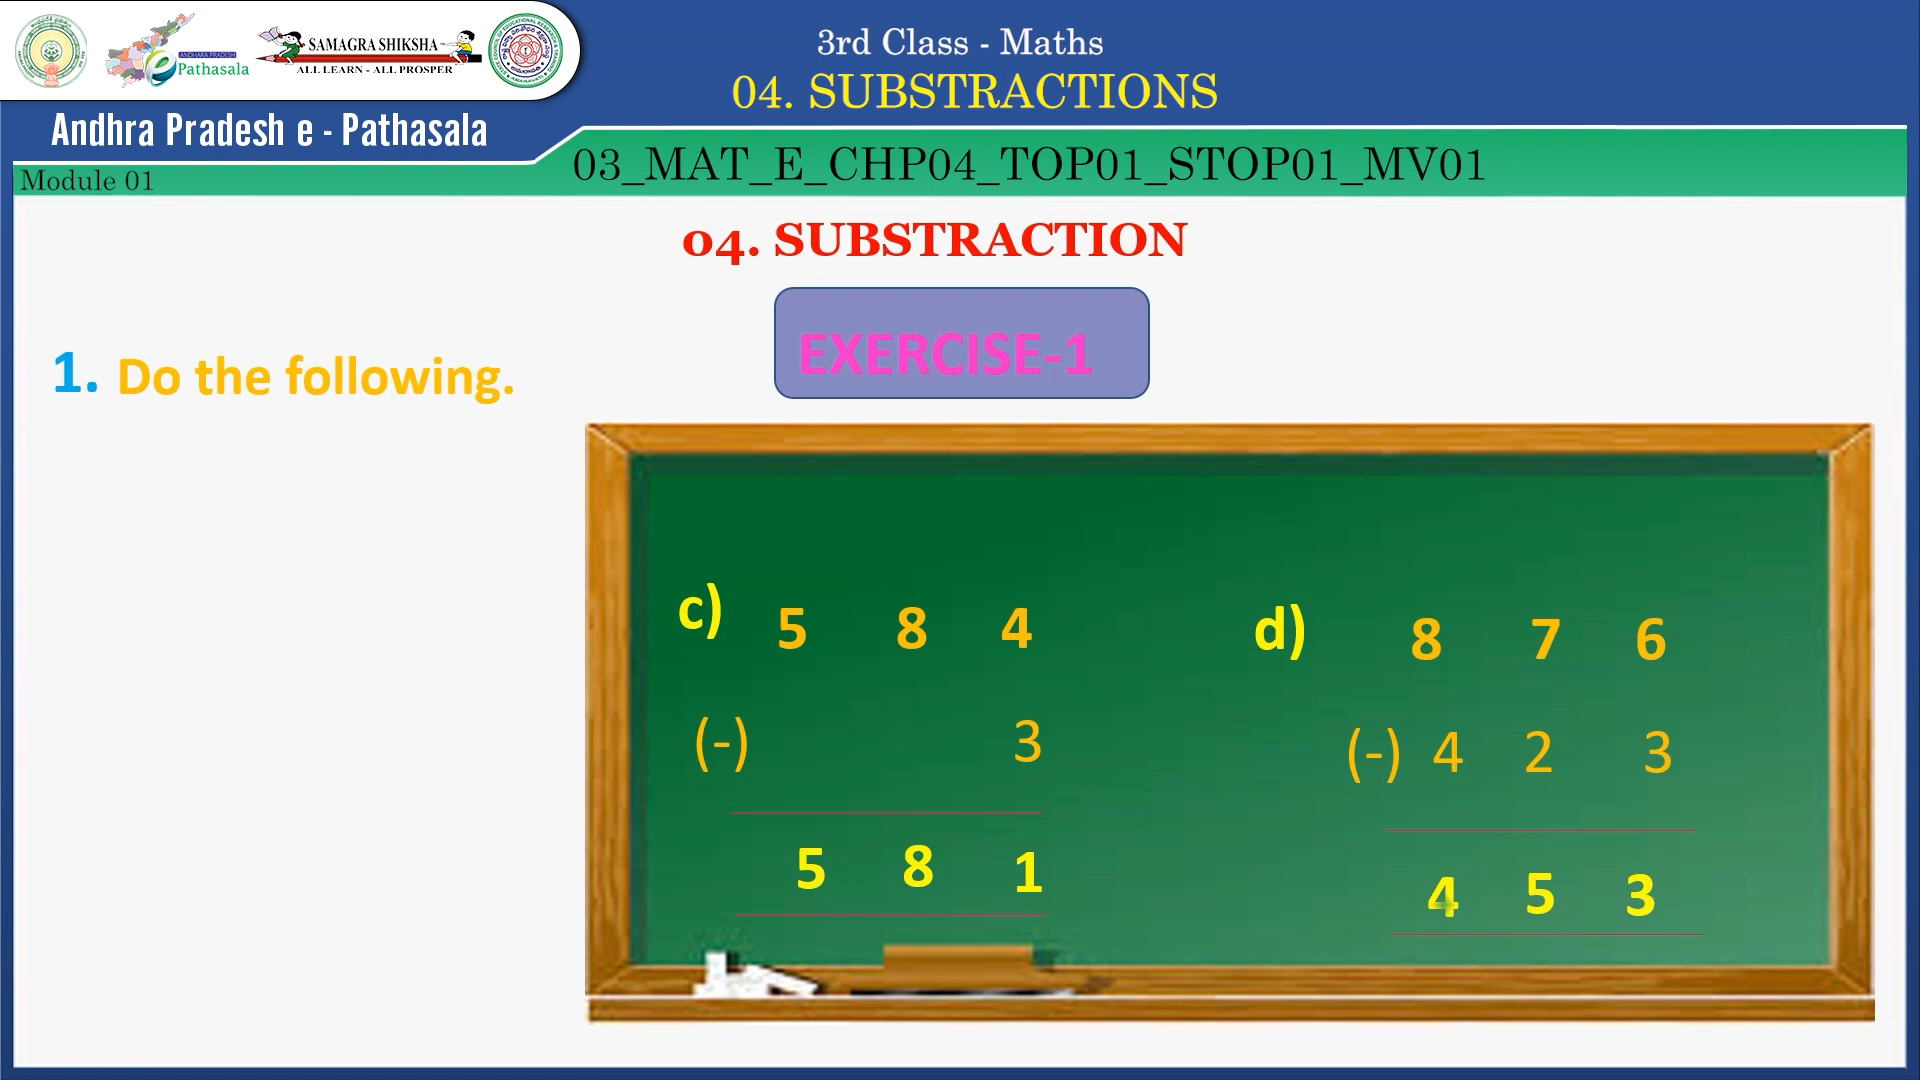 3rd Class - Maths
04. SUBSTRACTIONS
ANDHRA PRADESH
e Pathasala
SAMAGRA SHIKSHA
ALL LEARN - ALL PROSPER
Andhra Pradesh e - Pathasala
03_MAT_E_CHP04_TOP01_STOP01_MV01
Module 01
04. SUBSTRACTION
EXERCISE-1
1. Do the following.
c) 5 8 4
(-) 3
5 8 1
d) 8 7 6
(-) 4 2 3
4 5 3